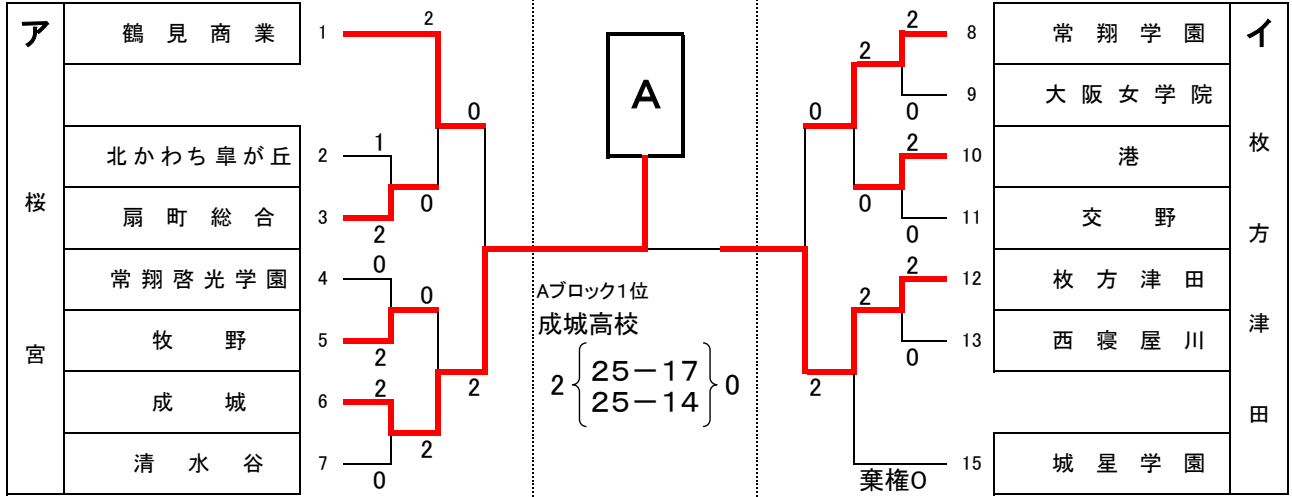 ア
桜
宮
鶴見商業 1
北かわち皐が丘 2
扇町総合 3
常翔啓光学園 4
牧野 5
成城 6
清水谷 7
2
1
2
0
2
2
0
0
0
0
2
0
2
A
Aブロック1位
成城高校
2 25－17 0
25－14
2
0
2
0
2
0
2
0
2
0
2
棄権0
8 常翔学園
9 大阪女学院
10 港
11 交野
12 枚方津田
13 西寝屋川
15 城星学園
イ
枚
方
津
田